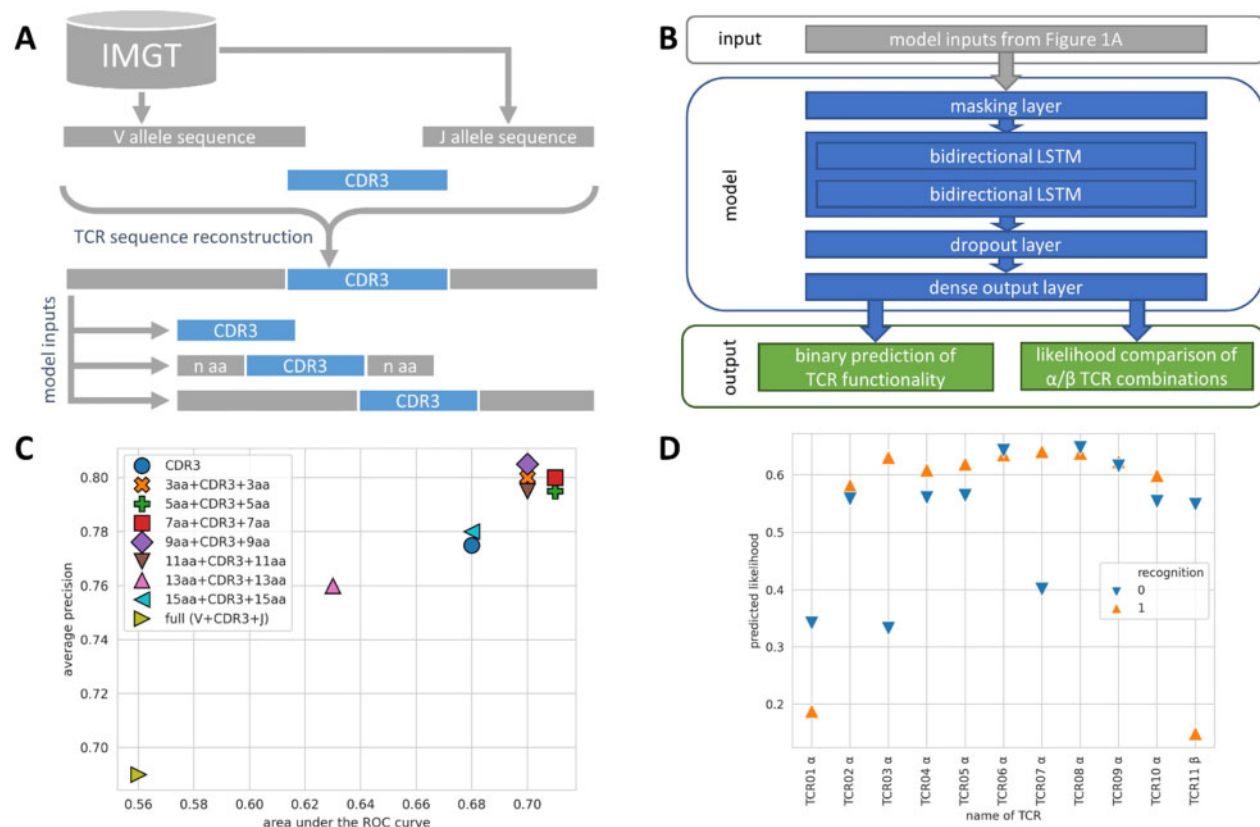 A
IMGT
V allele sequence
J allele sequence
CDR3
TCR sequence reconstruction
CDR3
model inputs
CDR3
n aa CDR3 n aa
CDR3
B
input
model inputs from Figure 1A
model
masking layer
bidirectional LSTM
bidirectional LSTM
dropout layer
dense output layer
output
binary prediction of
TCR functionality
likelihood comparison of
α/β TCR combinations
C
average precision
0.80
0.78
0.76
0.74
0.72
0.70
CDR3
3aa+CDR3+3aa
5aa+CDR3+5aa
7aa+CDR3+7aa
9aa+CDR3+9aa
11aa+CDR3+11aa
13aa+CDR3+13aa
15aa+CDR3+15aa
full (V+CDR3+J)
0.56 0.58 0.60 0.62 0.64 0.66 0.68 0.70
area under the ROC curve
D
predicted likelihood
0.6
0.5
0.4
0.3
0.2
recognition
0
1
TCR01 α
TCR02 α
TCR03 α
TCR04 α
TCR05 α
TCR06 α
TCR07 α
TCR08 α
TCR09 α
TCR10 α
TCR11 β
name of TCR